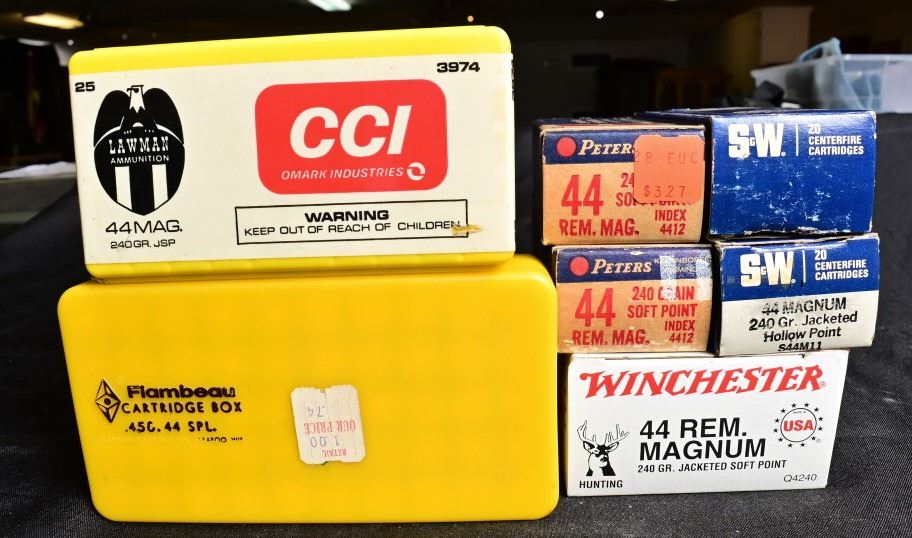 25
3974
LAWMAN
AMMUNITION
44 MAG.
240 GR. JSP
CCI
OMARK INDUSTRIES
WARNING
KEEP OUT OF REACH OF CHILDREN
Flambeau
CARTRIDGE BOX
.45C. 44 SPL.
RETAIL
1.00
OUR PRICE
.74
PETERS
44
REM. MAG.
INDEX
4412
$3.27
S&W.
20
CENTERFIRE
CARTRIDGES
PETERS
44
REM. MAG.
240
SOFT POINT
INDEX
4412
S&W.
20
CENTERFIRE
CARTRIDGES
44 MAGNUM
240 Gr. Jacketed
Hollow Point
S44M11
WINCHESTER®
44 REM.
MAGNUM
240 GR. JACKETED SOFT POINT
HUNTING
USA
Q4240